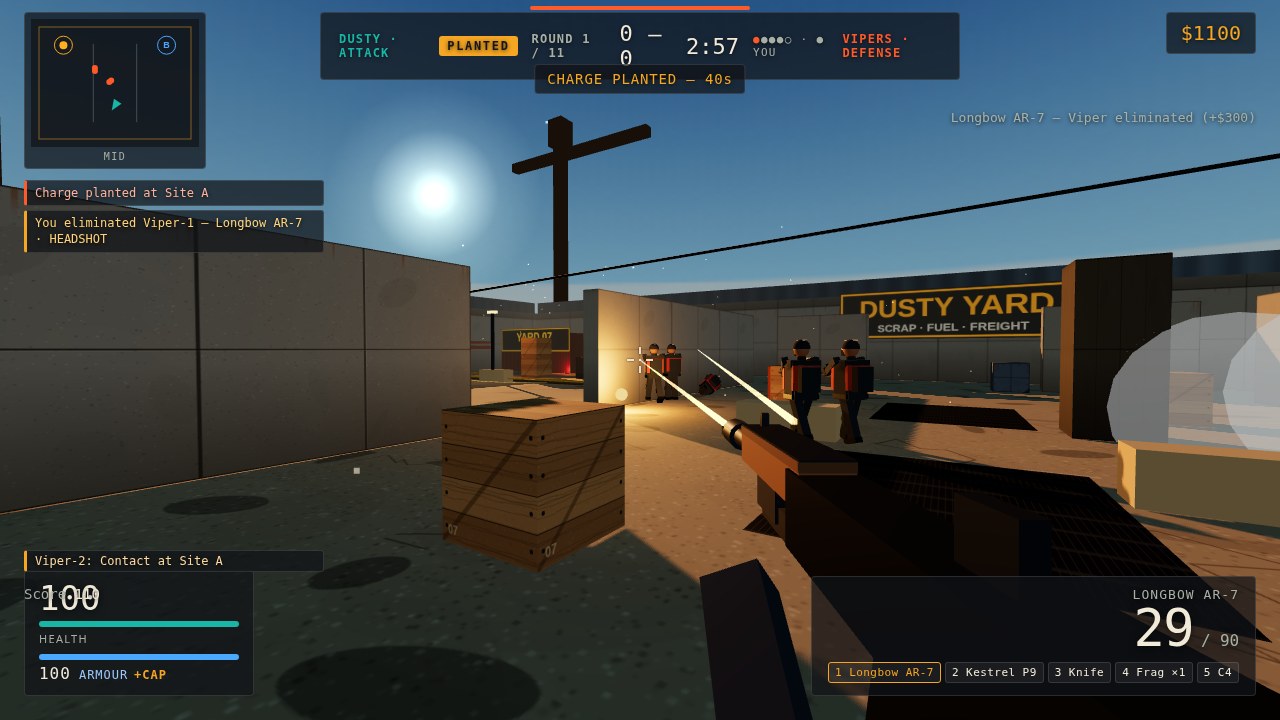 DUSTY · ATTACK
PLANTED
ROUND 1 / 11
0 – 0
2:57
YOU
VIPERS · DEFENSE
$1100
B
MID
CHARGE PLANTED – 40s
Longbow AR-7 – Viper eliminated (+$300)
Charge planted at Site A
You eliminated Viper-1 – Longbow AR-7
· HEADSHOT
DUSTY YARD
SCRAP · FUEL · FREIGHT
YARD 07
07
07
Viper-2: Contact at Site A
100
HEALTH
100 ARMOUR +CAP
LONGBOW AR-7
29 / 90
1 Longbow AR-7
2 Kestrel P9
3 Knife
4 Frag ×1
5 C4